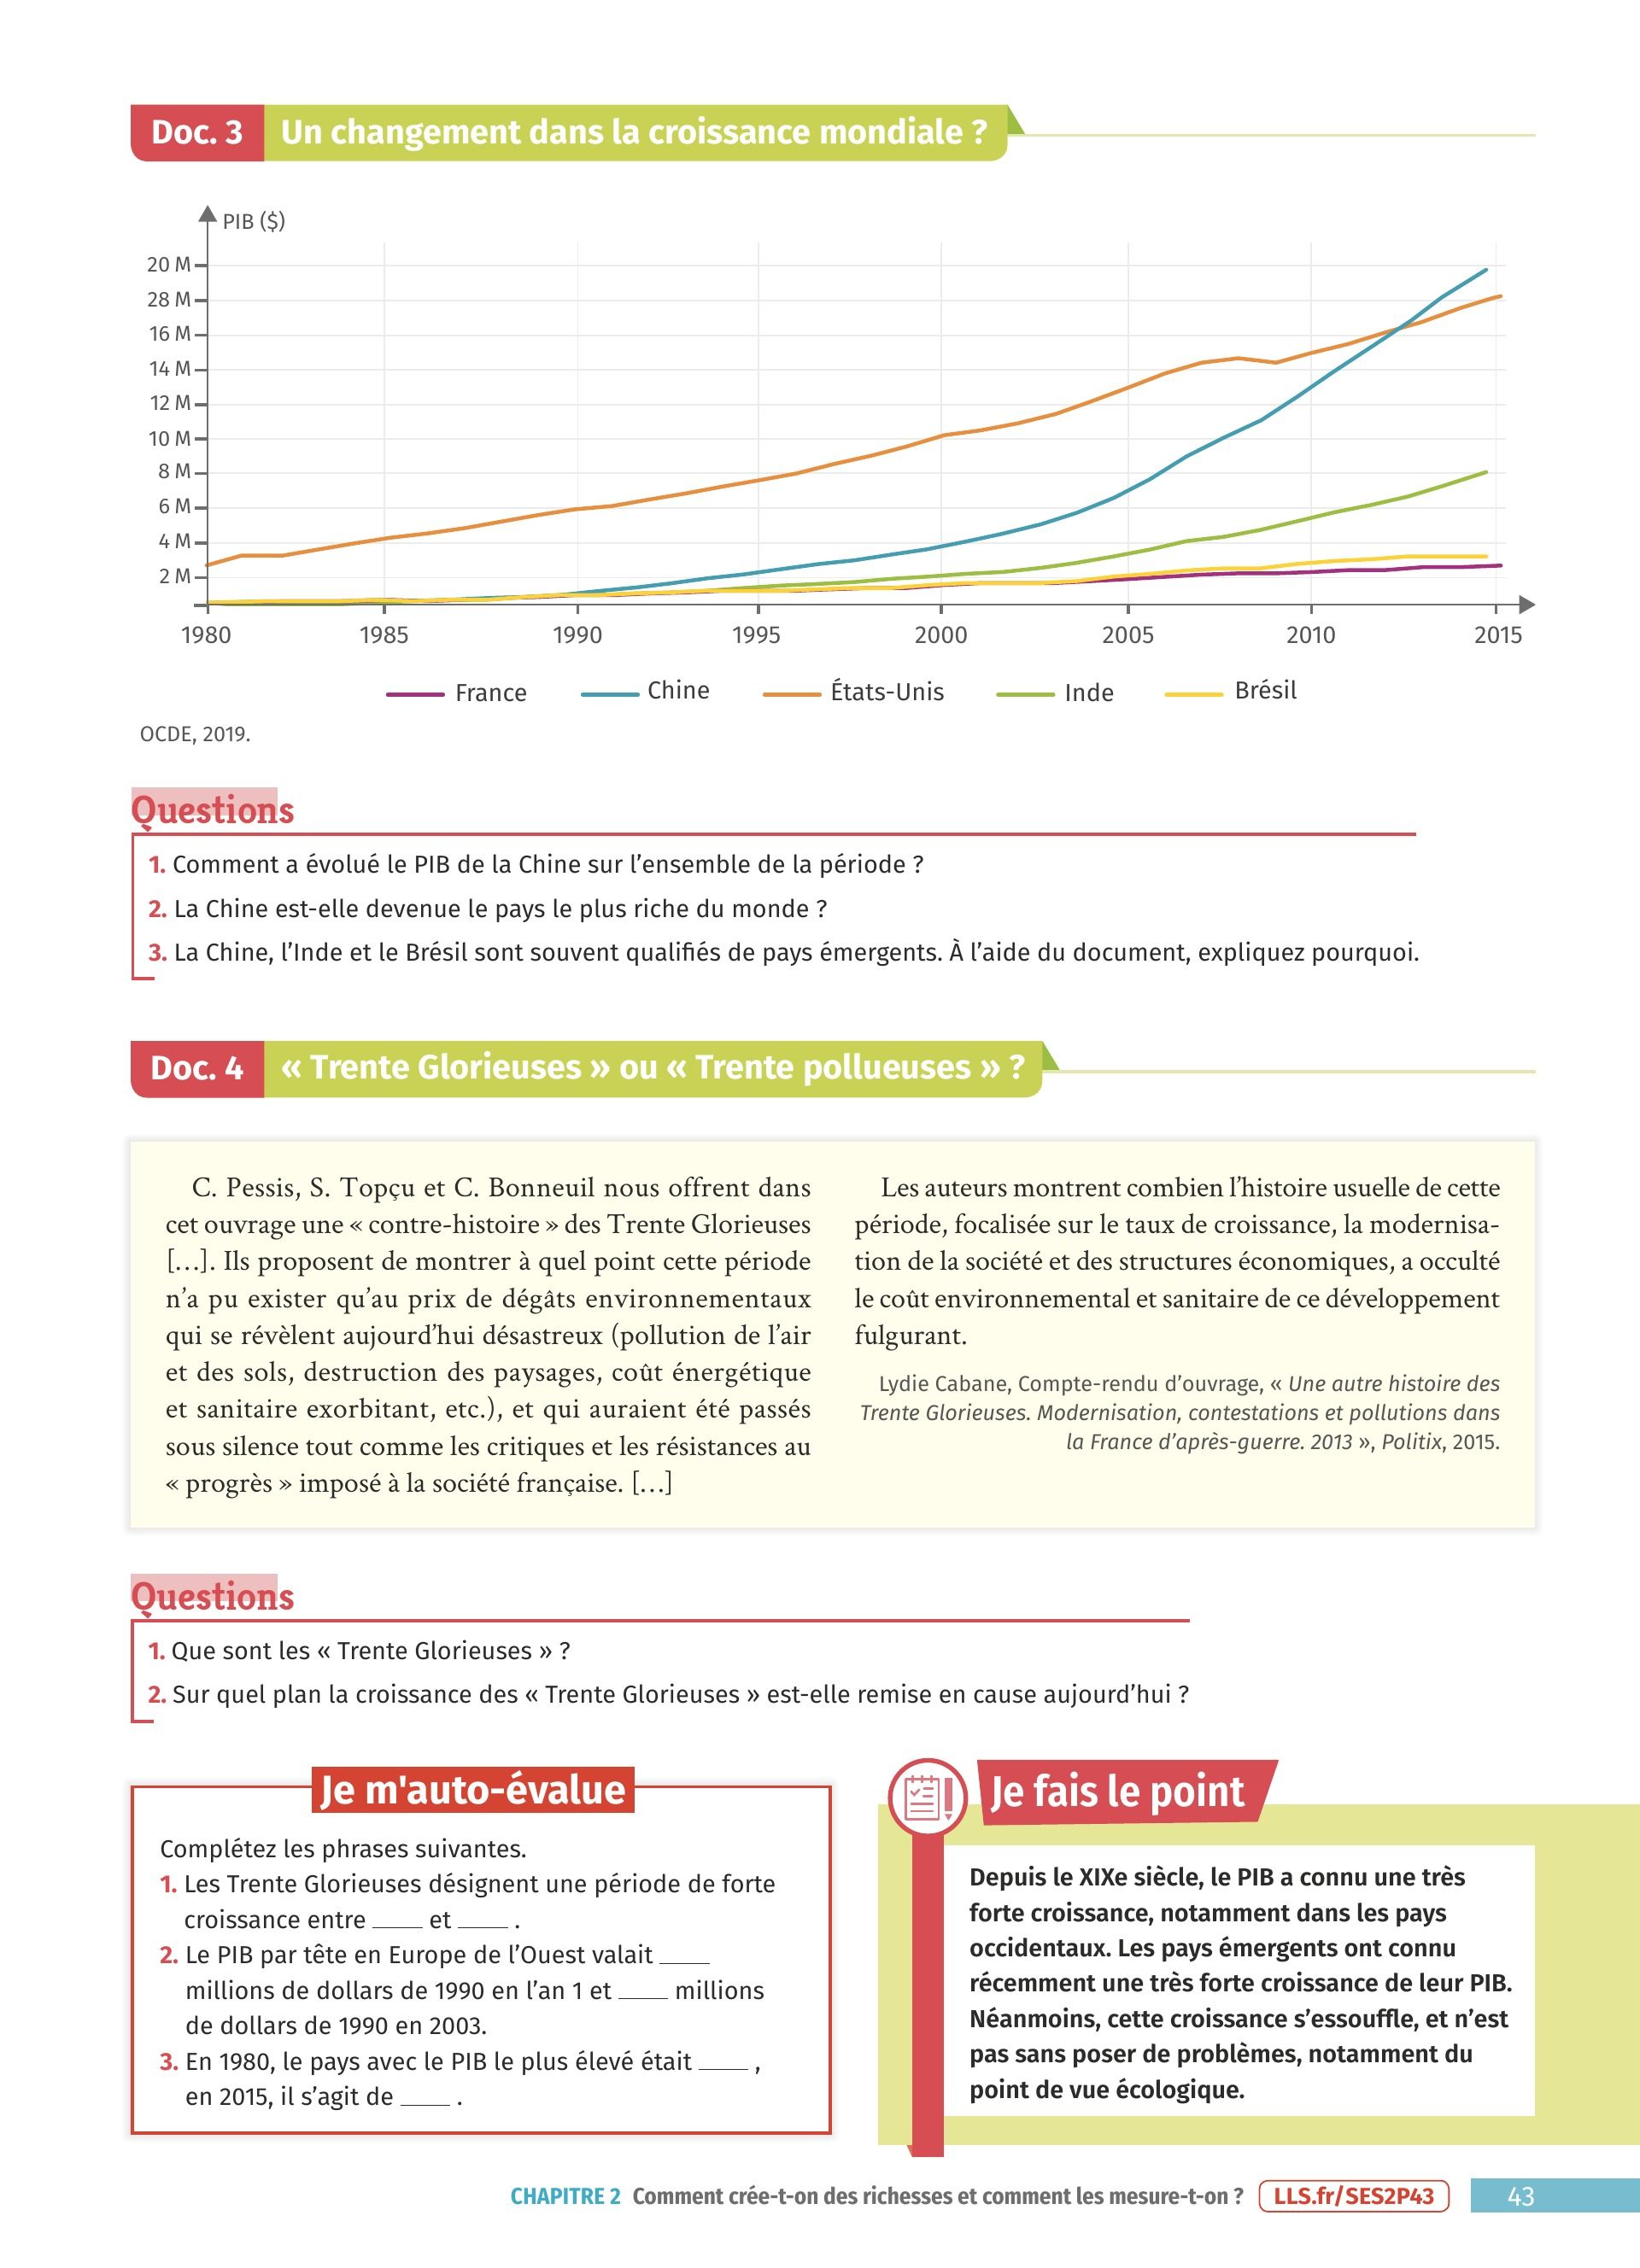 Doc. 3 Un changement dans la croissance mondiale ?
PIB ($)
20 M
28 M
16 M
14 M
12 M
10 M
8 M
6 M
4 M
2 M
1980 1985 1990 1995 2000 2005 2010 2015
France Chine États-Unis Inde Brésil
OCDE, 2019.
Questions
1. Comment a évolué le PIB de la Chine sur l’ensemble de la période ?
2. La Chine est-elle devenue le pays le plus riche du monde ?
3. La Chine, l’Inde et le Brésil sont souvent qualifiés de pays émergents. À l’aide du document, expliquez pourquoi.
Doc. 4 « Trente Glorieuses » ou « Trente pollueuses » ?
C. Pessis, S. Topçu et C. Bonneuil nous offrent dans
cet ouvrage une « contre-histoire » des Trente Glorieuses
[…]. Ils proposent de montrer à quel point cette période
n’a pu exister qu’au prix de dégâts environnementaux
qui se révèlent aujourd’hui désastreux (pollution de l’air
et des sols, destruction des paysages, coût énergétique
et sanitaire exorbitant, etc.), et qui auraient été passés
sous silence tout comme les critiques et les résistances au
« progrès » imposé à la société française. […]
Les auteurs montrent combien l’histoire usuelle de cette
période, focalisée sur le taux de croissance, la modernisa-
tion de la société et des structures économiques, a occulté
le coût environnemental et sanitaire de ce développement
fulgurant.
Lydie Cabane, Compte-rendu d’ouvrage, « Une autre histoire des
Trente Glorieuses. Modernisation, contestations et pollutions dans
la France d’après-guerre. 2013 », Politix, 2015.
Questions
1. Que sont les « Trente Glorieuses » ?
2. Sur quel plan la croissance des « Trente Glorieuses » est-elle remise en cause aujourd’hui ?
Je m'auto-évalue
Complétez les phrases suivantes.
1. Les Trente Glorieuses désignent une période de forte
croissance entre ____ et ____ .
2. Le PIB par tête en Europe de l’Ouest valait ____
millions de dollars de 1990 en l’an 1 et ____ millions
de dollars de 1990 en 2003.
3. En 1980, le pays avec le PIB le plus élevé était ____ ,
en 2015, il s’agit de ____ .
Je fais le point
Depuis le XIXe siècle, le PIB a connu une très
forte croissance, notamment dans les pays
occidentaux. Les pays émergents ont connu
récemment une très forte croissance de leur PIB.
Néanmoins, cette croissance s’essouffle, et n’est
pas sans poser de problèmes, notamment du
point de vue écologique.
CHAPITRE 2 Comment crée-t-on des richesses et comment les mesure-t-on ? LLS.fr/SES2P43 43